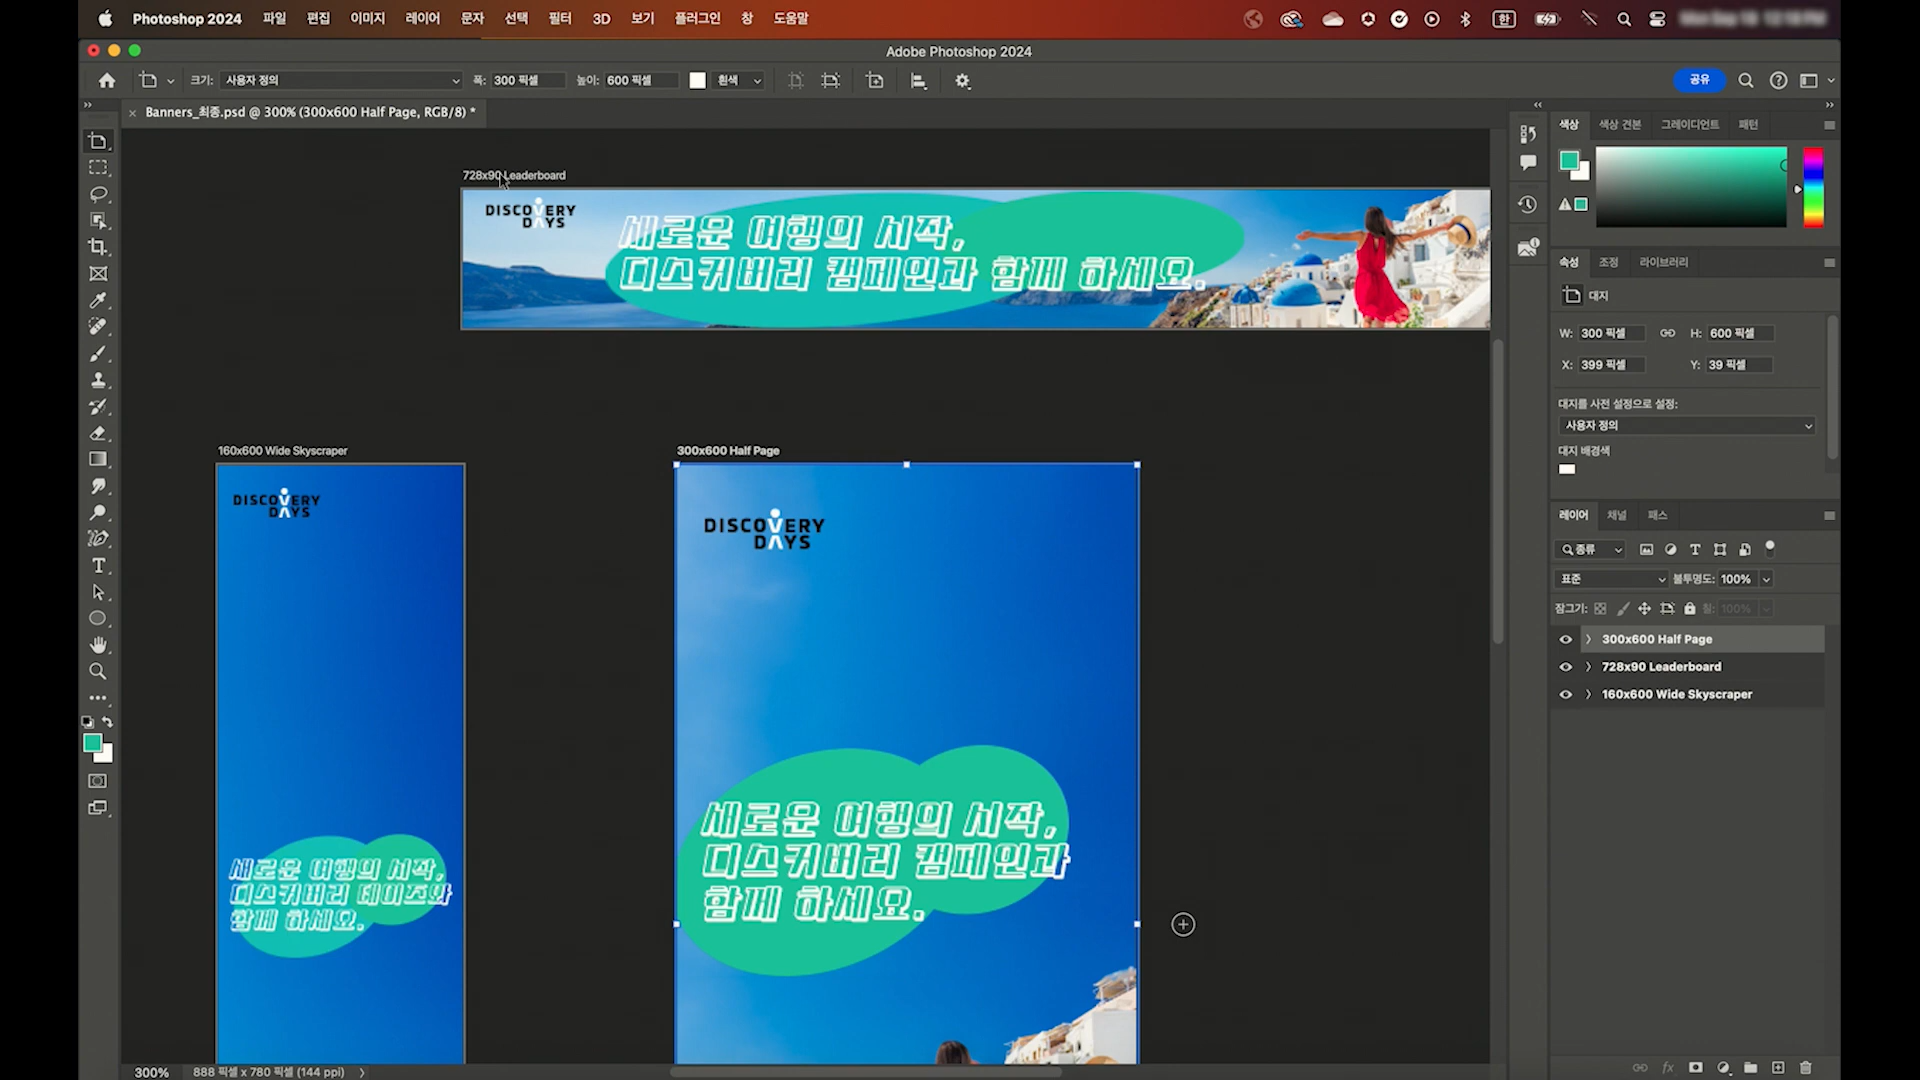 Photoshop 2024 파일 편집 이미지 레이어 문자 선택 필터 3D 보기 플러그인 창 도움말
한
Adobe Photoshop 2024
크기: 사용자 정의 폭: 300 픽셀 높이: 600 픽셀 흰색 공유
Banners_최종.psd @ 300% (300x600 Half Page, RGB/8) *
색상 색상 견본 그레이디언트 패턴
728x90 Leaderboard
DISCOVERY
DAYS
새로운 여행의 시작,
디스커버리 캠페인과 함께 하세요.
속성 조정 라이브러리
대지
W: 300 픽셀 H: 600 픽셀
X: 399 픽셀 Y: 39 픽셀
대지를 사전 설정으로 설정:
사용자 정의
대지 배경색
160x600 Wide Skyscraper
DISCOVERY
DAYS
새로운 여행의 시작,
디스커버리 데이즈와
함께 하세요.
300x600 Half Page
DISCOVERY
DAYS
새로운 여행의 시작,
디스커버리 캠페인과
함께 하세요.
레이어 채널 패스
종류
표준 불투명도: 100%
잠그기: 칠: 100%
300x600 Half Page
728x90 Leaderboard
160x600 Wide Skyscraper
fx
300% 888 픽셀 x 780 픽셀 (144 ppi)